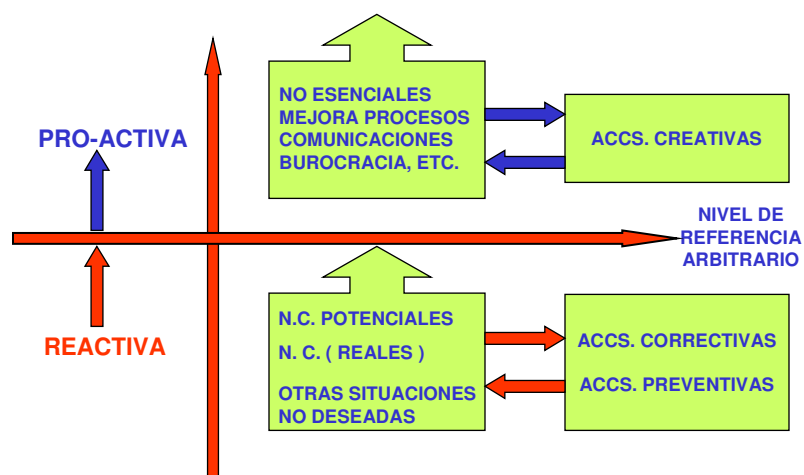 NO ESENCIALES
MEJORA PROCESOS
COMUNICACIONES
BUROCRACIA, ETC.
ACCS. CREATIVAS
PRO-ACTIVA
NIVEL DE
REFERENCIA
ARBITRARIO
REACTIVA
N.C. POTENCIALES
N. C. ( REALES )
OTRAS SITUACIONES
NO DESEADAS
ACCS. CORRECTIVAS
ACCS. PREVENTIVAS